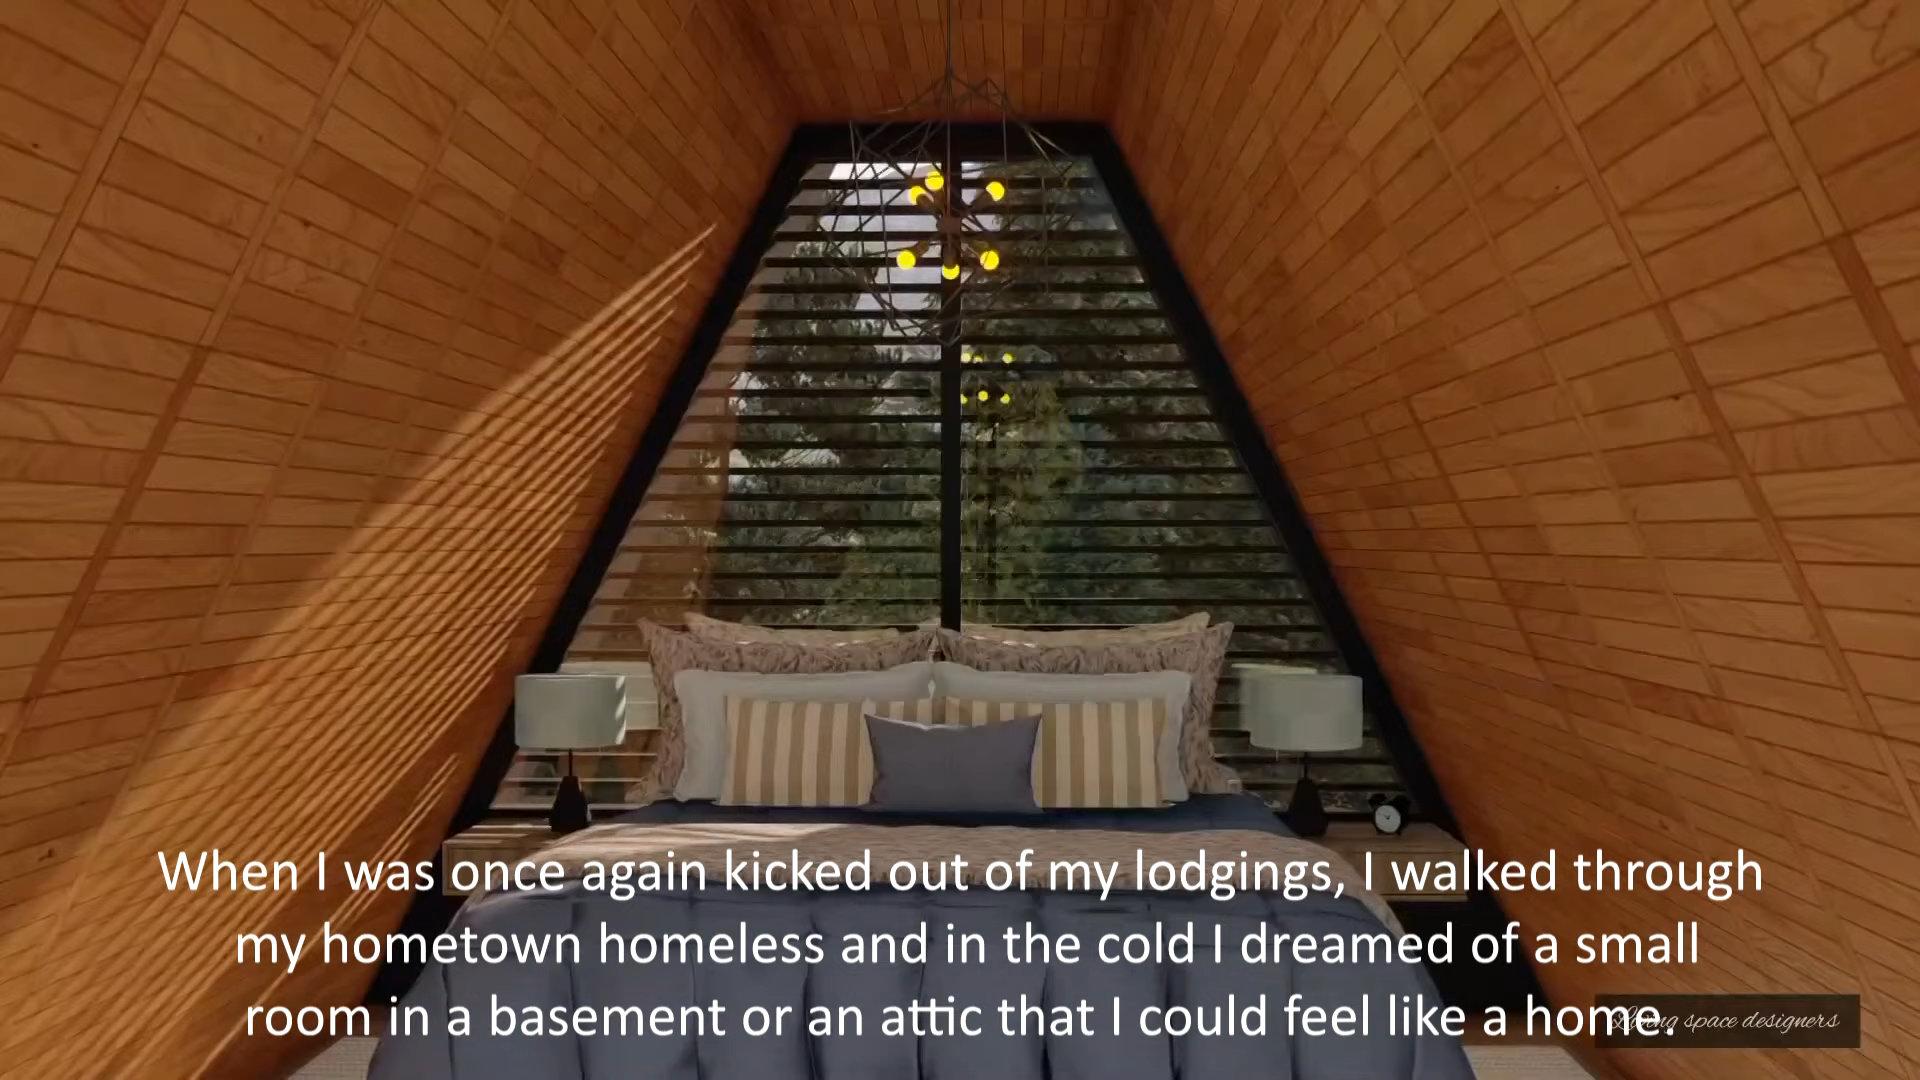 When I was once again kicked out of my lodgings, I walked through
my hometown homeless and in the cold I dreamed of a small
room in a basement or an attic that I could feel like a home.
Living space designers